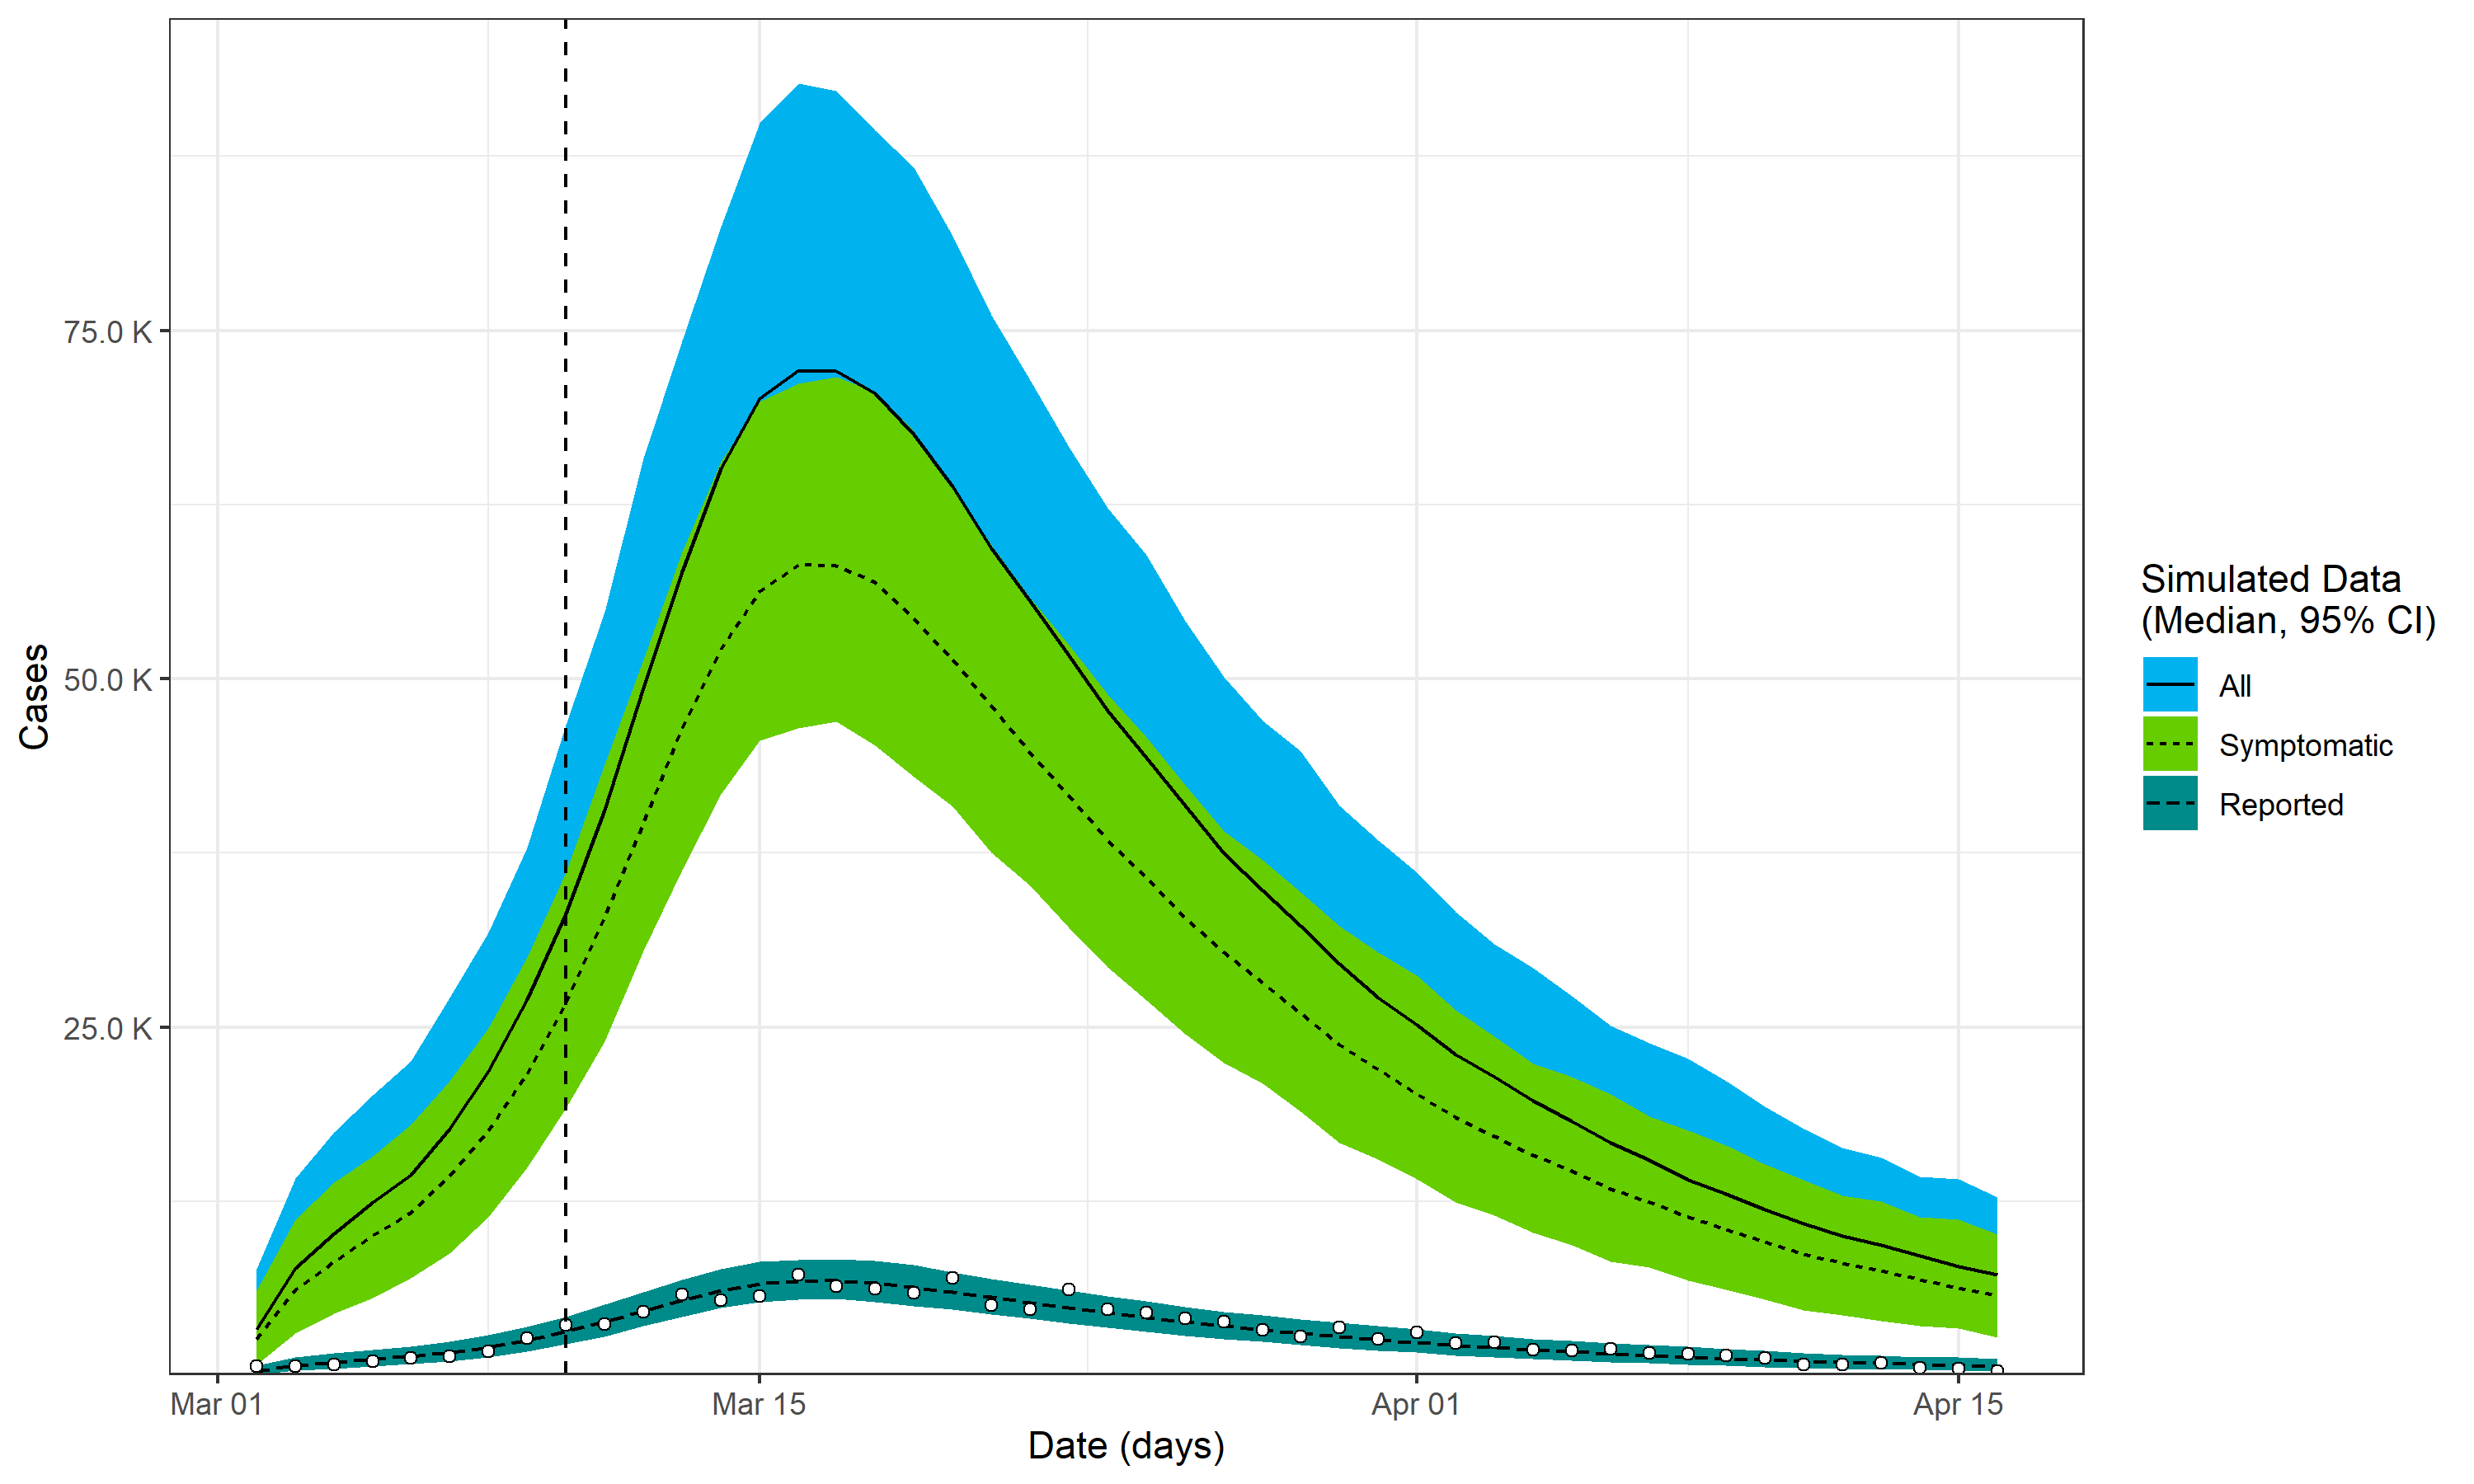 75.0 K
50.0 K
25.0 K
Cases
Mar 01
Mar 15
Apr 01
Apr 15
Date (days)
Simulated Data
(Median, 95% CI)
All
Symptomatic
Reported